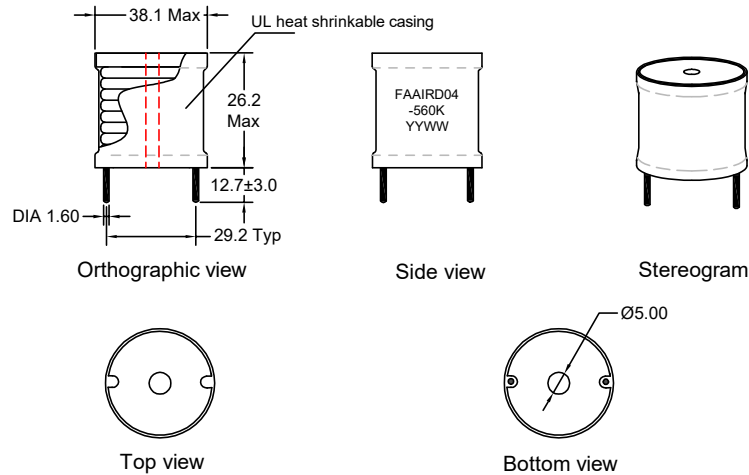 38.1 Max
UL heat shrinkable casing
26.2
Max
12.7±3.0
DIA 1.60
29.2 Typ
Orthographic view
FAAIRD04
-560K
YYWW
Side view
Stereogram
Top view
Ø5.00
Bottom view